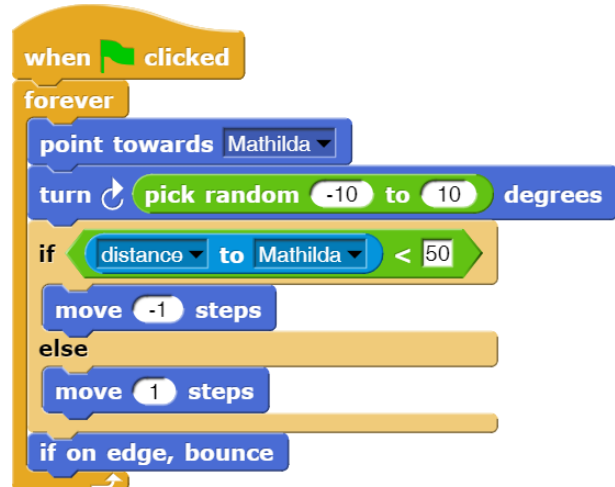 when clicked
forever
point towards Mathilda
turn pick random -10 to 10 degrees
if distance to Mathilda < 50
move -1 steps
else
move 1 steps
if on edge, bounce